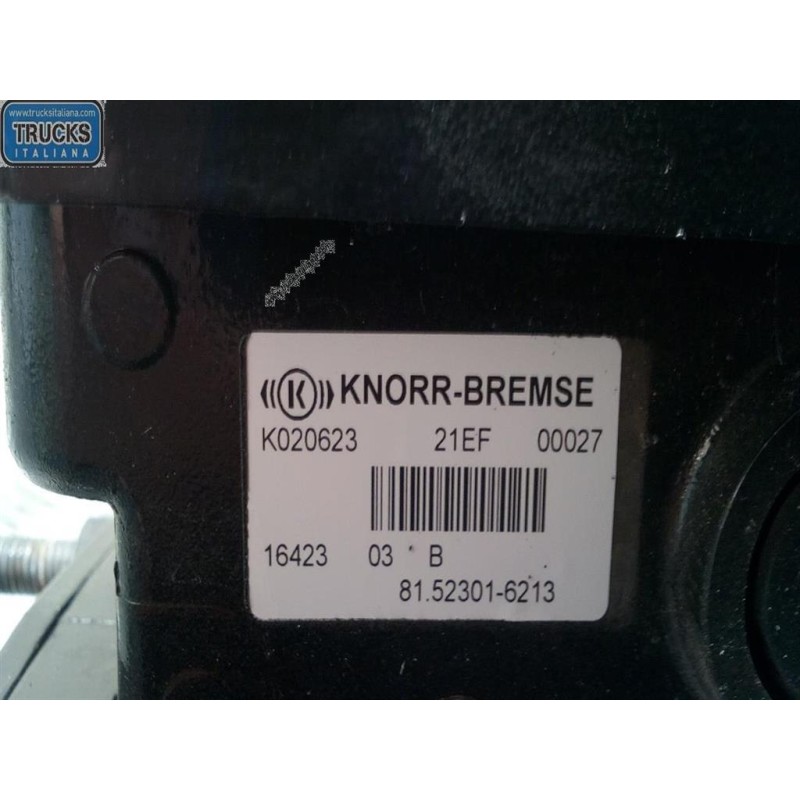 www.trucksitaliana.com
TRUCKS
ITALIANA
((K)) KNORR-BREMSE
K020623 21EF 00027
16423 03 B
81.52301-6213